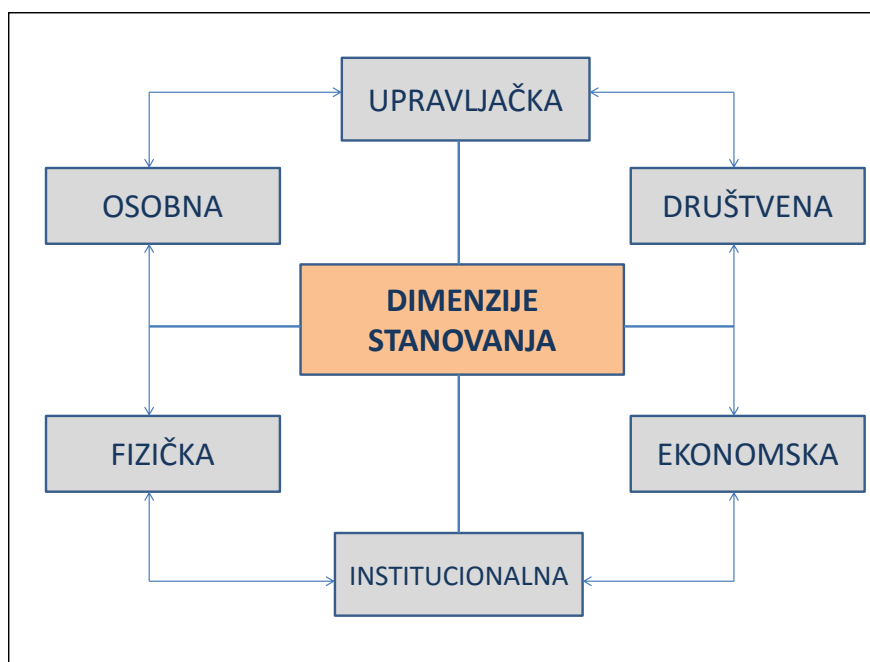 UPRAVLJAČKA
OSOBNA
DRUŠTVENA
DIMENZIJE
STANOVANJA
FIZIČKA
EKONOMSKA
INSTITUCIONALNA